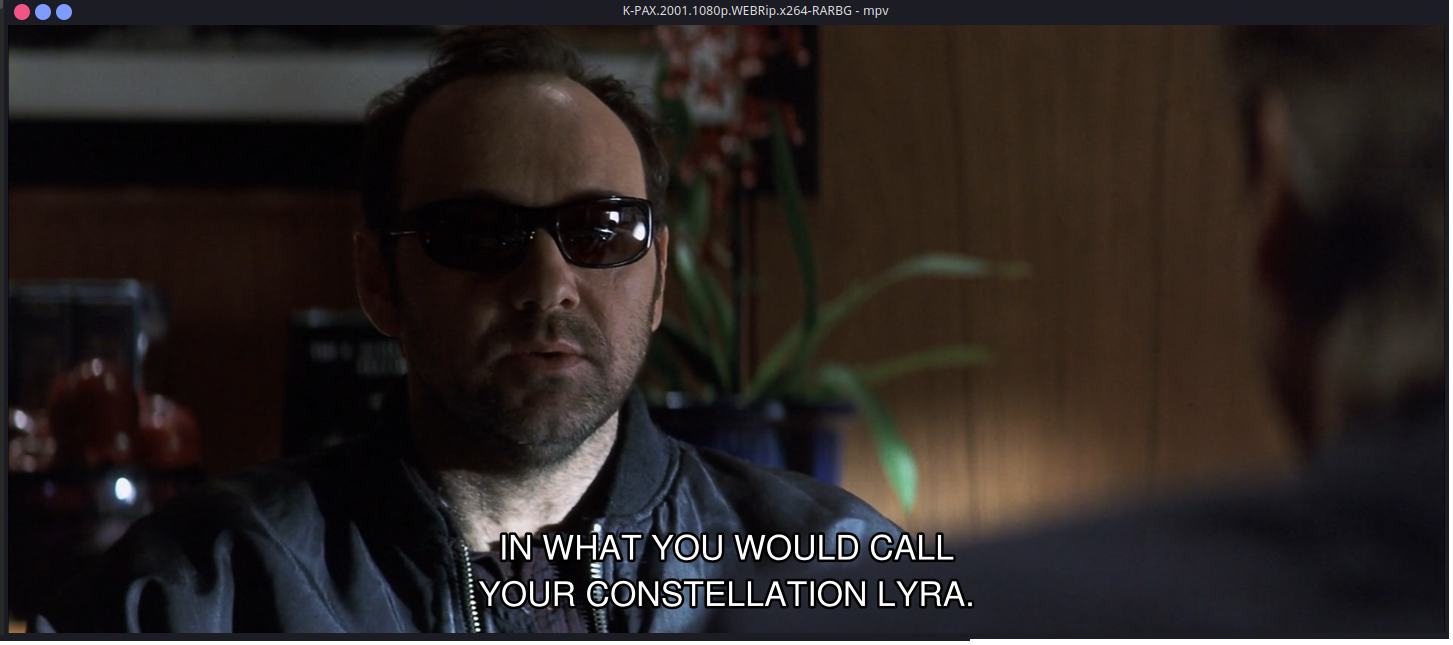 K-PAX.2001.1080p.WEBRip.x264-RARBG - mpv
IN WHAT YOU WOULD CALL
YOUR CONSTELLATION LYRA.